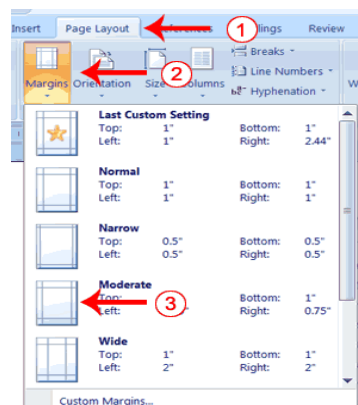 Insert Page Layout ① lings Review
Breaks
Line Numbers
Margins Orientation Size Columns Hyphenation W
②
Last Custom Setting
Top: 1" Bottom: 1"
Left: 1" Right: 2.44"
Normal
Top: 1" Bottom: 1"
Left: 1" Right: 1"
Narrow
Top: 0.5" Bottom: 0.5"
Left: 0.5" Right: 0.5"
Moderate
Top: Bottom: 1"
Left: ③ Right: 0.75"
Wide
Top: 1" Bottom: 1"
Left: 2" Right: 2"
Custom Margins...